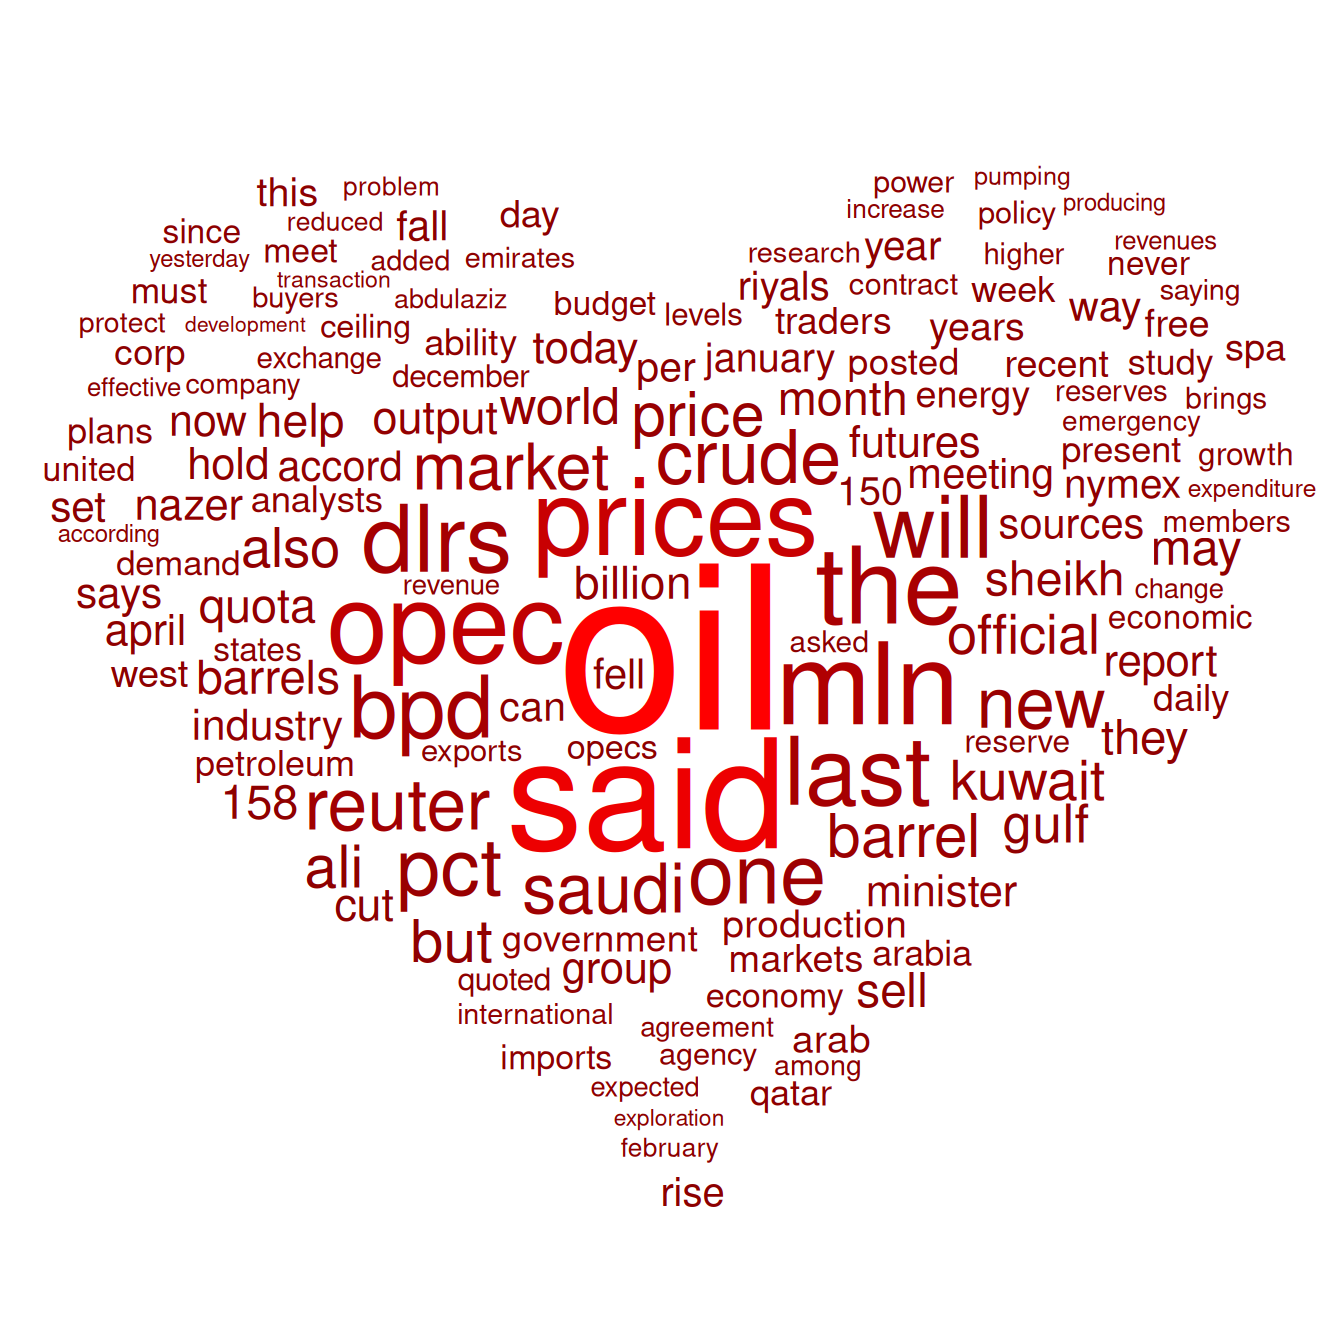 this problem power pumping
since reduced fall day increase policy producing
yesterday meet added emirates research year higher revenues
must transaction never
buyers abdulaziz budget levels riyals contract week way saying
protect development ceiling ability today traders years free
corp exchange per january posted recent study spa
effective company december month energy reserves brings
plans now help output world price futures emergency
united hold accord market crude meeting present growth
set nazer analysts prices 150 nymex expenditure
according demand also dlrs will sources members may
says revenue billion the sheikh change
april quota opec oil official economic
states asked
west barrels fell mln report
industry bpd can new daily
petroleum exports opecs reserve they
158 reuter said last kuwait
ali pct barrel gulf
cut saudi one minister
but government production
quoted group markets arabia
international economy sell
imports agreement arab
agency among
expected qatar
exploration
february
rise